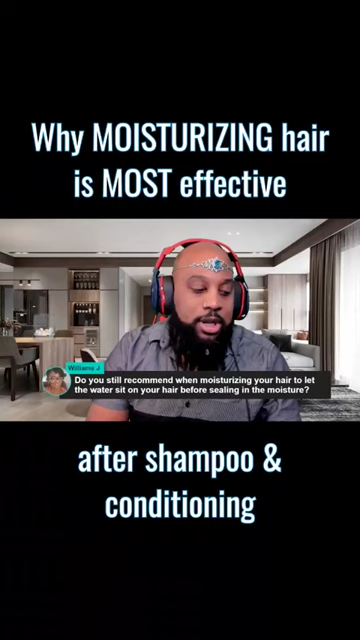 Why MOISTURIZING hair
is MOST effective
Williams J
Do you still recommend when moisturizing your hair to let
the water sit on your hair before sealing in the moisture?
after shampoo &
conditioning